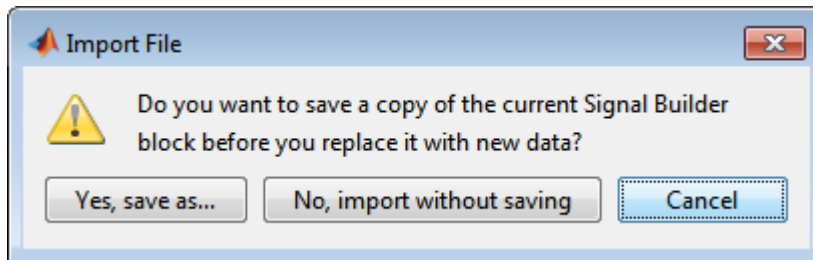 Import File
Do you want to save a copy of the current Signal Builder
block before you replace it with new data?
Yes, save as... No, import without saving Cancel